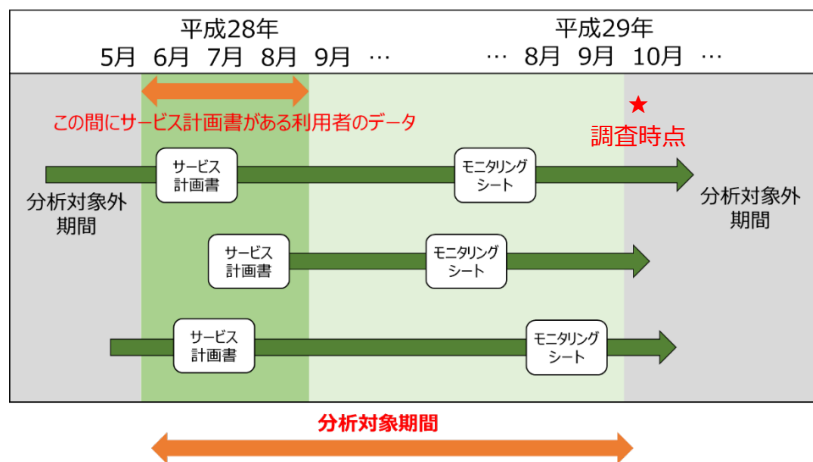 平成28年
平成29年
5月 6月 7月 8月 9月 … … 8月 9月 10月 …
この間にサービス計画書がある利用者のデータ
★
調査時点
サービス
計画書
モニタリング
シート
分析対象外
期間
分析対象外
期間
サービス
計画書
モニタリング
シート
サービス
計画書
モニタリング
シート
分析対象期間